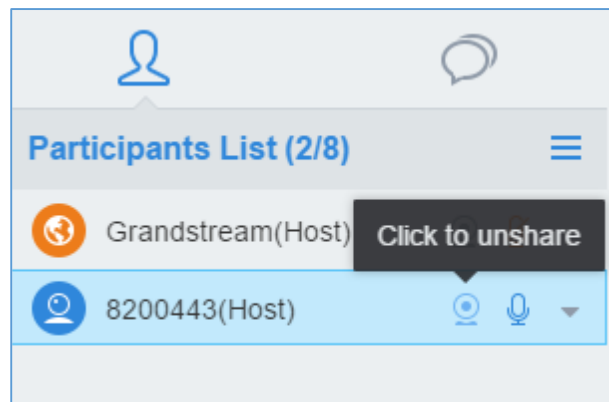 Participants List (2/8)
Grandstream(Host)
Click to unshare
8200443(Host)